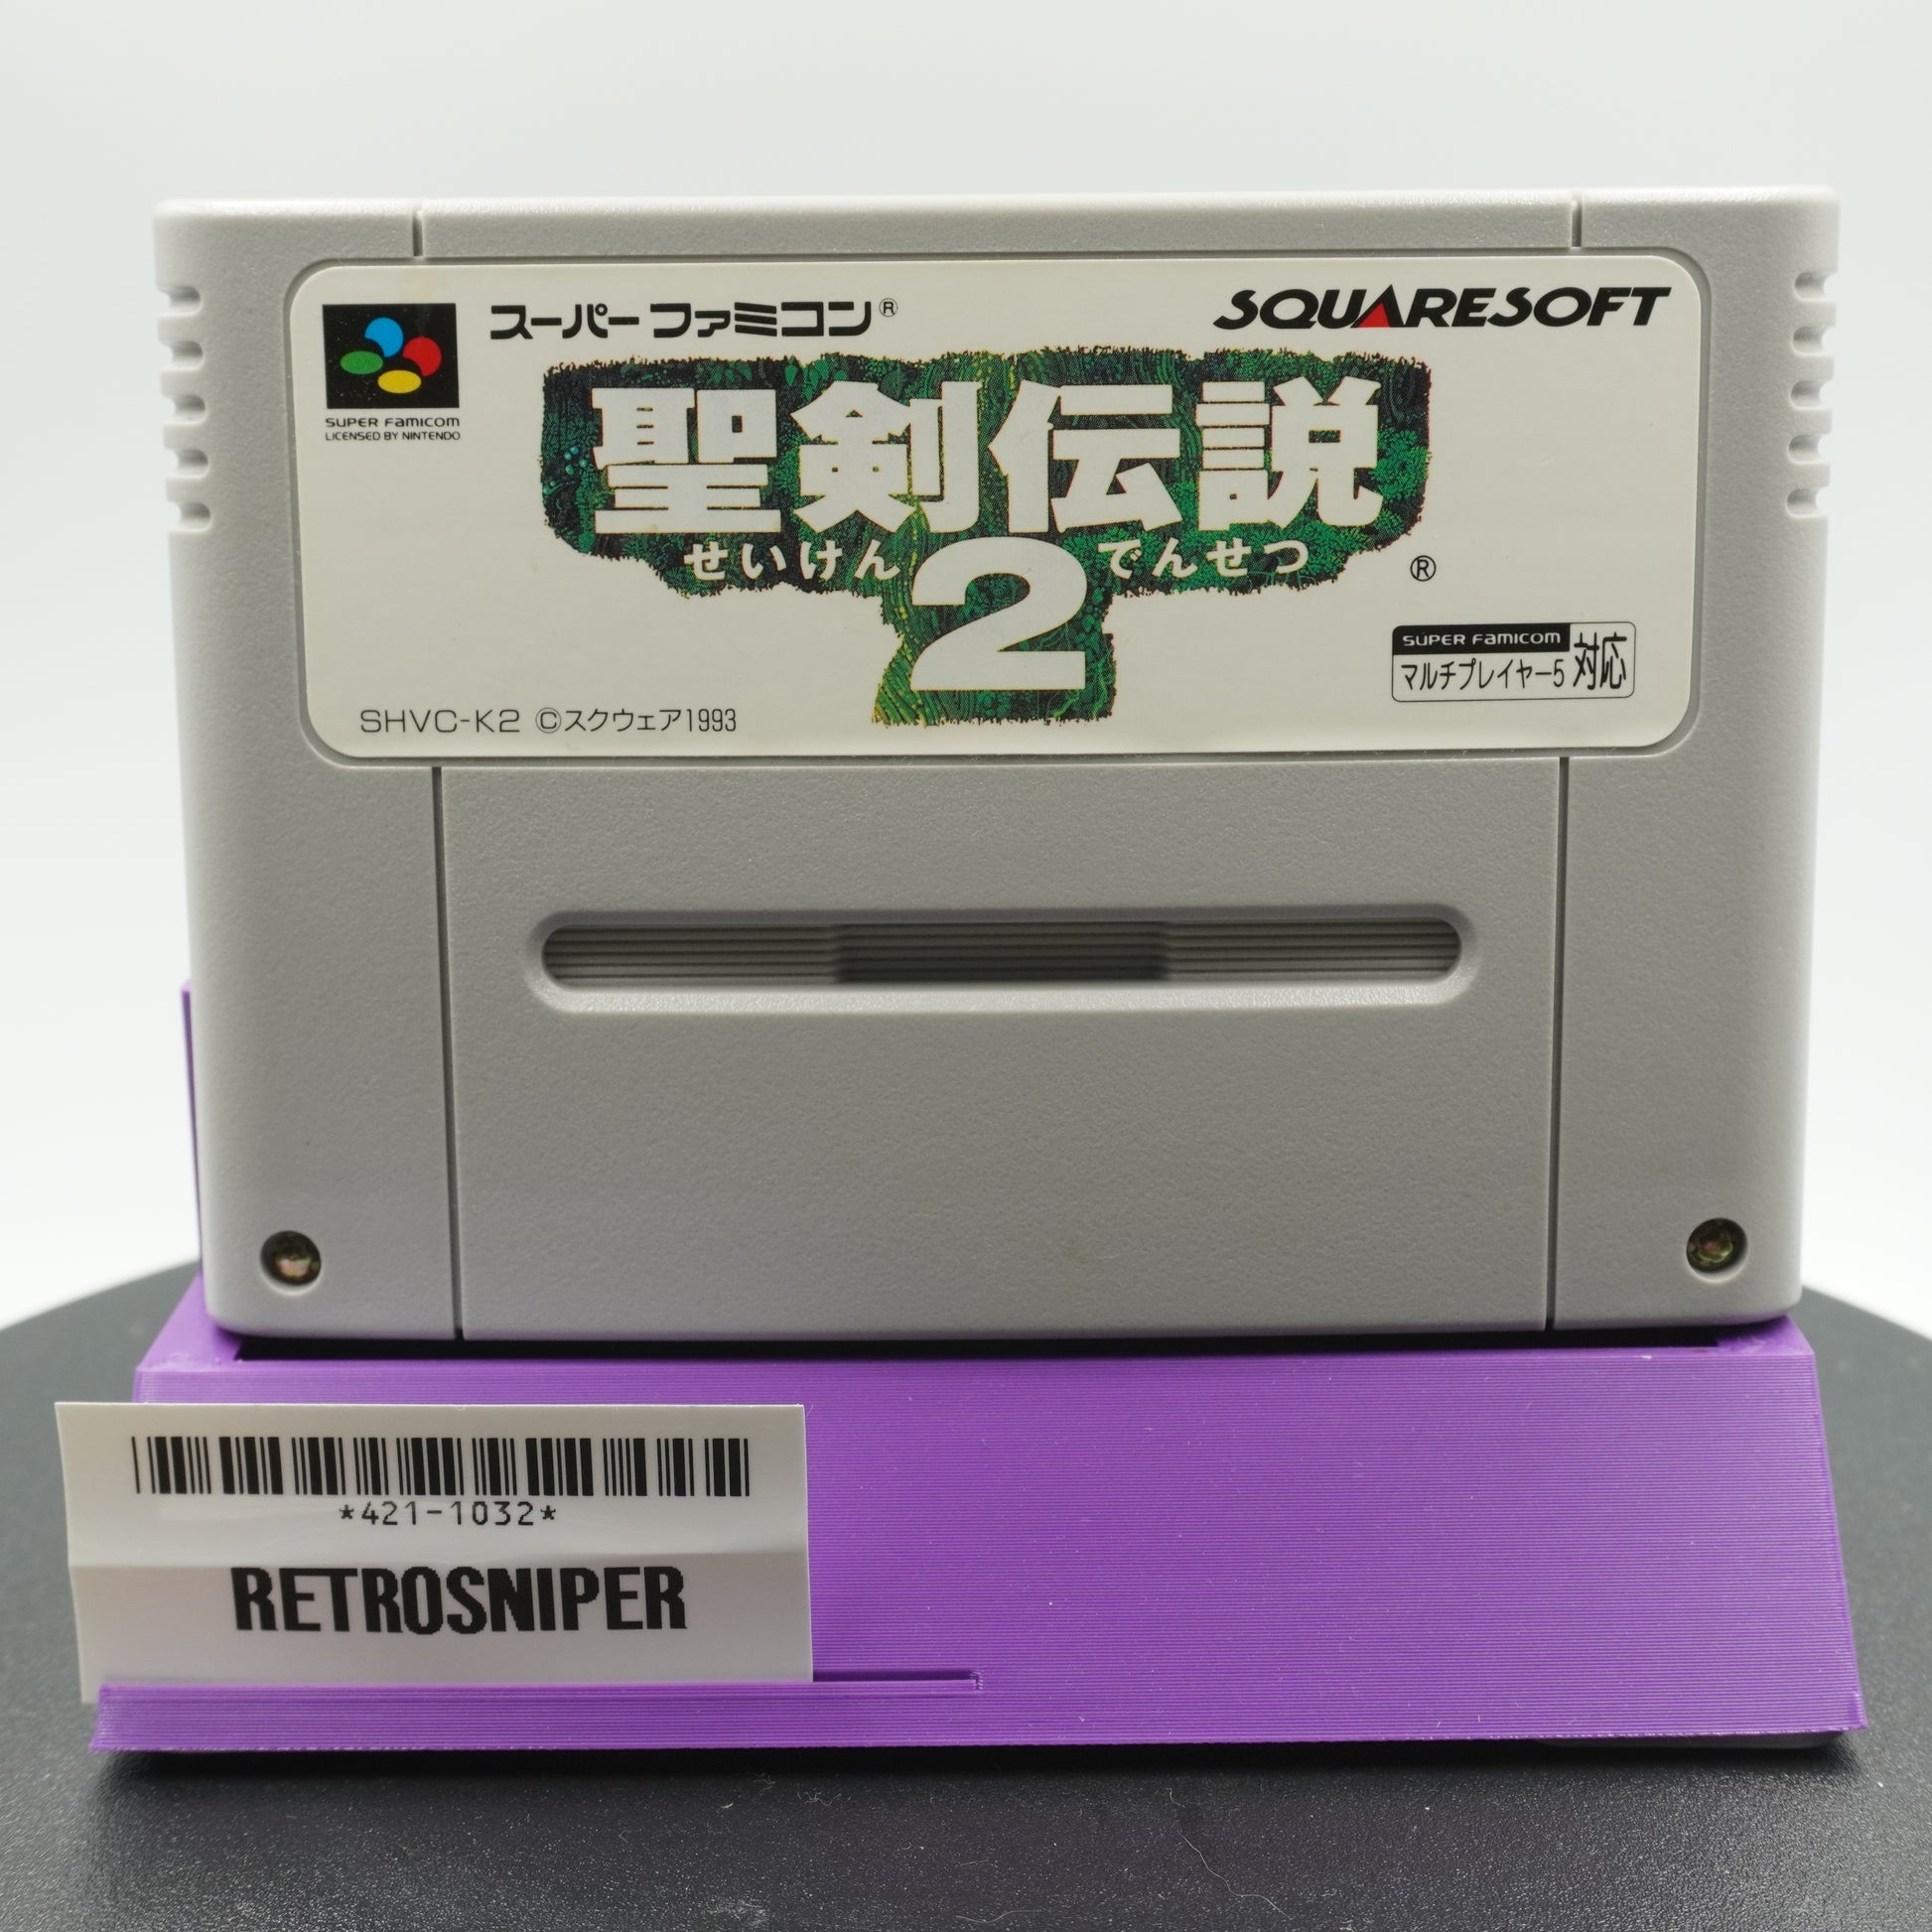 スーパーファミコン®
SQUARESOFT
SUPER FAMICOM
LICENSED BY NINTENDO
聖剣伝説
せいけん でんせつ
2
®
SUPER FAMICOM
マルチプレイヤー5 対応
SHVC-K2 ©スクウェア1993
*421-1032*
RETROSNIPER